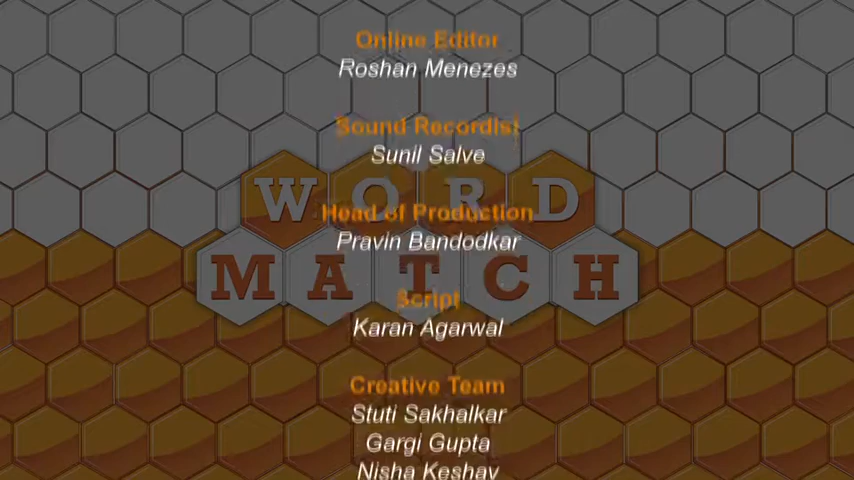 Online Editor
Roshan Menezes
Sound Recordist
Sunil Salve
WORD
Head of Production
Pravin Bandodkar
MATCH
Script
Karan Agarwal
Creative Team
Stuti Sakhalkar
Gargi Gupta
Nisha Keshav